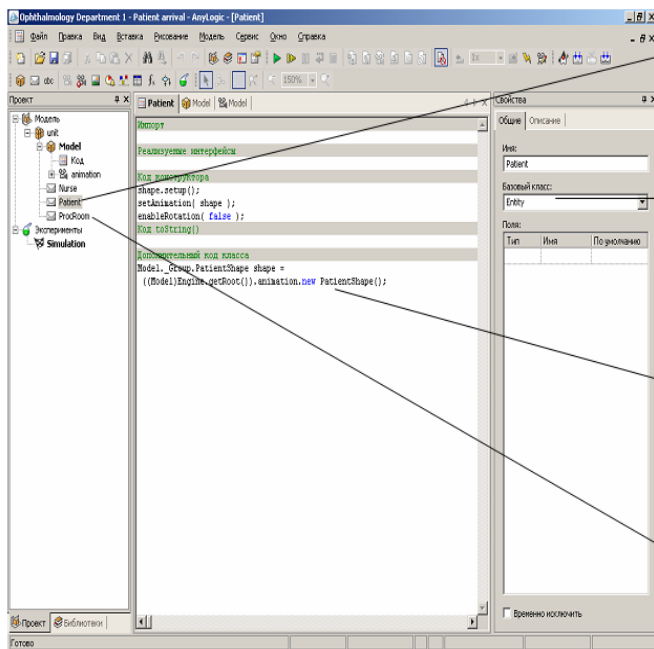 Ophthalmology Department 1 - Patient arrival - AnyLogic - [Patient]
Файл Правка Вид Вставка Рисование Модель Сервис Окно Справка
1x
abc
150%
Проект
Patient
Model
Model
Свойства
Модель
unit
Model
Код
animation
Nurse
Patient
ProcRoom
Эксперименты
Simulation
Импорт
Реализуемые интерфейсы
Код конструктора
shape.setup();
setAnimation( shape );
enableRotation( false );
Код toString()
Дополнительный код класса
Model._Group.PatientShape shape =
((Model)Engine.getRoot()).animation.new PatientShape();
Общие
Описание
Имя:
Patient
Базовый класс:
Entity
Поля:
Тип Имя По умолчанию
Временно исключить
Проект
Библиотеки
Готово